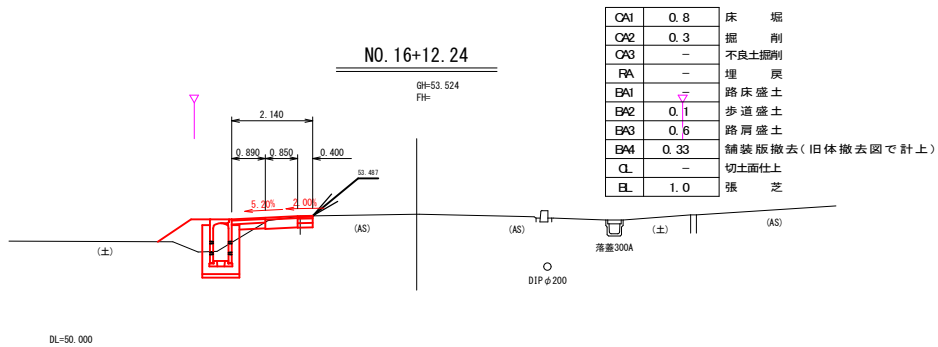 NO.16+12.24
GH=53.524
FH=
CA1 0.8 床 堀
CA2 0.3 掘 削
CA3 - 不良土掘削
RA - 埋 戻
BA1 - 路床盛土
BA2 0.1 歩道盛土
BA3 0.6 路肩盛土
BA4 0.33 舗装版撤去(旧体撤去図で計上)
CL - 切土面仕上
BL 1.0 張 芝
2.140
0.890 0.850 0.400
53.487
5.20% 2.00%
(土) (AS) (AS) (土) (AS)
落蓋300A
DIPφ200
DL=50.000